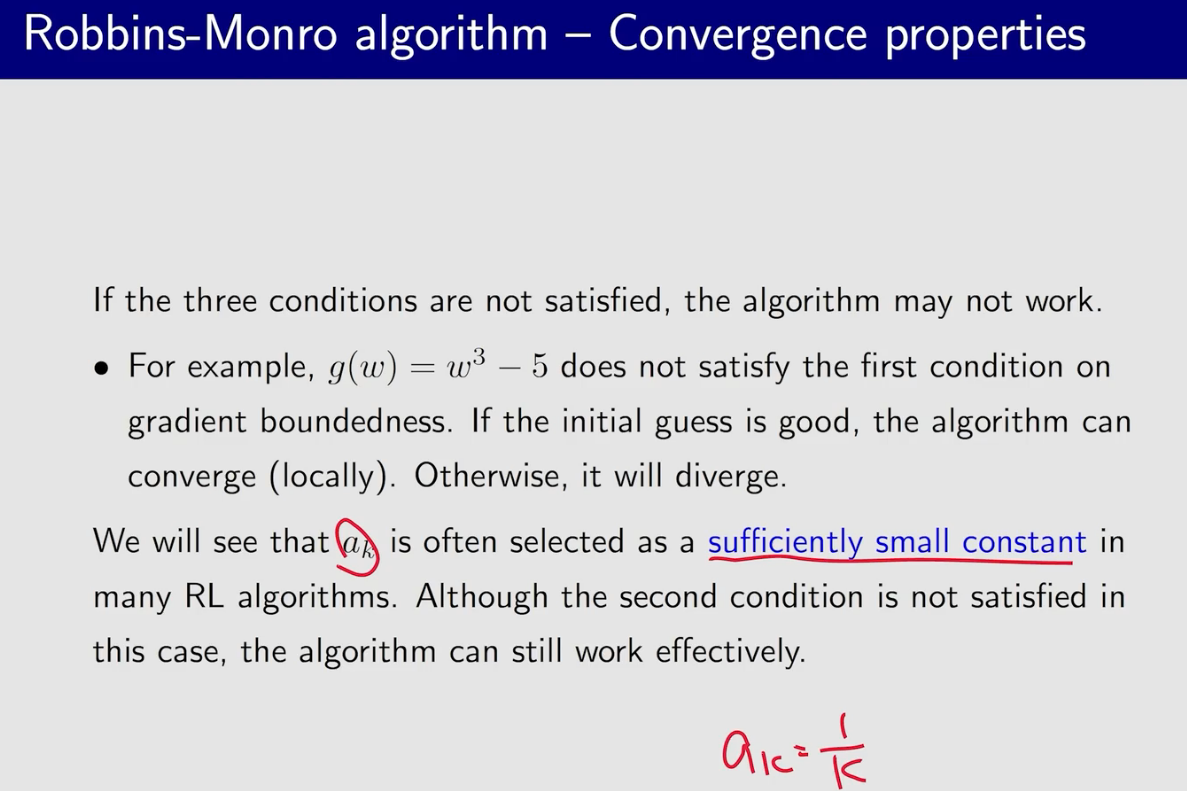 Robbins-Monro algorithm – Convergence properties
If the three conditions are not satisfied, the algorithm may not work.
• For example, g(w) = w³ − 5 does not satisfy the first condition on
gradient boundedness. If the initial guess is good, the algorithm can
converge (locally). Otherwise, it will diverge.
We will see that aₖ is often selected as a sufficiently small constant in
many RL algorithms. Although the second condition is not satisfied in
this case, the algorithm can still work effectively.
aₖ = 1/k